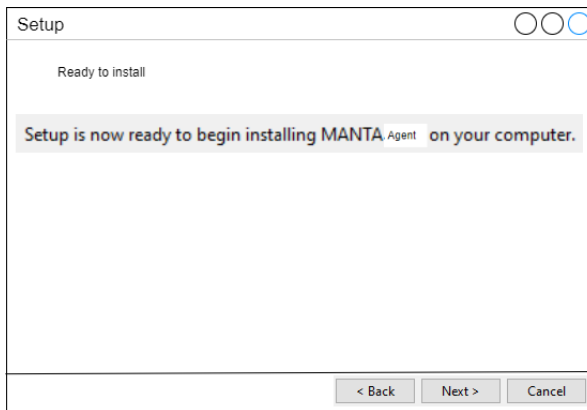 Setup
Ready to install
Setup is now ready to begin installing MANTA Agent on your computer.
< Back Next > Cancel